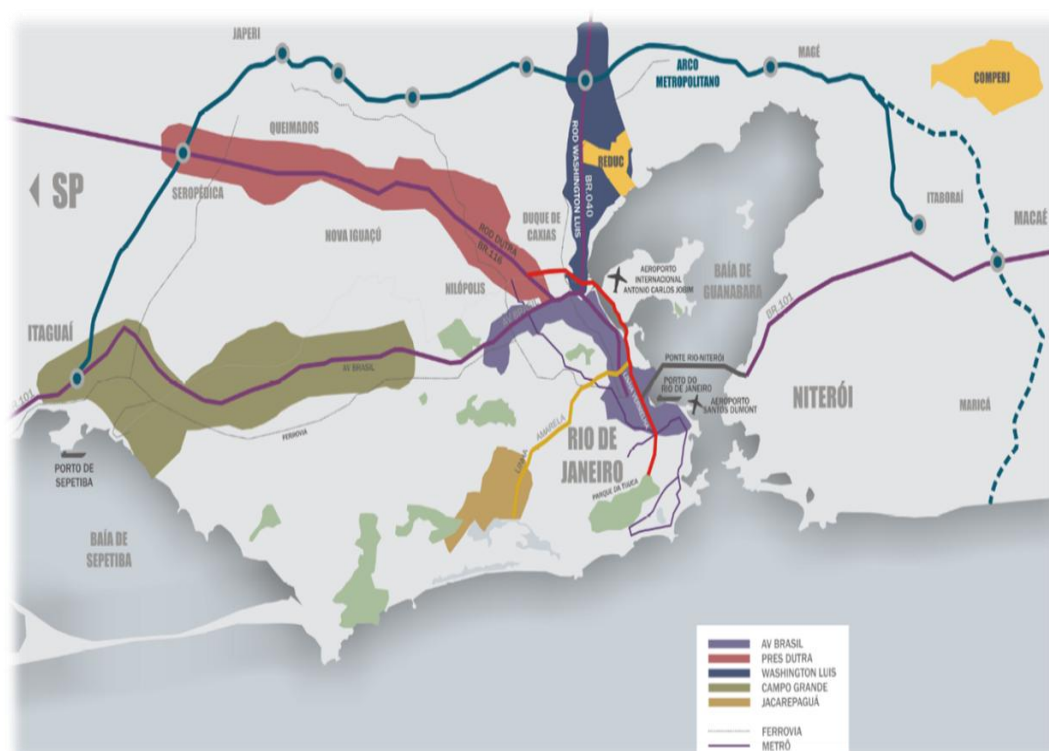 JAPERI
MAGÉ
COMPERJ
ARCO
METROPOLITANO
QUEIMADOS
ROD WASHINGTON LUIS
BR.040
REDUC
SP
SEROPÉDICA
ITABORAÍ
MACAÉ
NOVA IGUAÇÚ
DUQUE DE
CAXIAS
ROD DUTRA
BR.116
AEROPORTO
INTERNACIONAL
ANTONIO CARLOS JOBIM
BAÍA DE
GUANABARA
NILÓPOLIS
BR.101
ITAGUAÍ
AV BRASIL
PONTE RIO-NITERÓI
PORTO DO
RIO DE JANEIRO
AEROPORTO
SANTOS DUMONT
NITERÓI
MARICÁ
FERROVIA
RIO DE
JANEIRO
LINHA
AMARELA
PARQUE DA TIJUCA
PORTO DE
SEPETIBA
BAÍA DE
SEPETIBA
AV BRASIL
PRES DUTRA
WASHINGTON LUIS
CAMPO GRANDE
JACAREPAGUÁ
FERROVIA
METRÔ